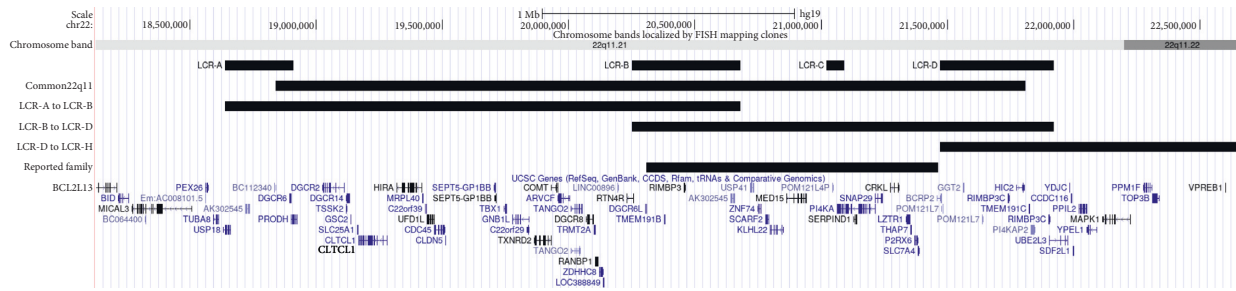 Scale 1 Mb hg19
chr22: 18,500,000 19,000,000 19,500,000 20,000,000 20,500,000 21,000,000 21,500,000 22,000,000 22,500,000
Chromosome bands localized by FISH mapping clones
Chromosome band 22q11.21 22q11.22
LCR-A LCR-B LCR-C LCR-D
Common22q11
LCR-A to LCR-B
LCR-B to LCR-D
LCR-D to LCR-H
Reported family
UCSC Genes (RefSeq, GenBank, CCDS, Rfam, tRNAs & Comparative Genomics)
BCL2L13 PEX26 BC112340 DGCR2 HIRA SEPT5-GP1BB COMT LINC00896 RIMBP3 USP41 POM121L4P CRKL GGT2 HIC2 YDJC PPM1F VPREB1
BID Em:AC008101.5 DGCR6 DGCR14 MRPL40 SEPT5-GP1BB ARVCF RTN4R AK302545 MED15 SNAP29 BCRP2 RIMBP3C CCDC116 TOP3B
MICAL3 AK302545 TSSK2 C22orf39 TBX1 TANGO2 DGCR6L ZNF74 PI4KA POM121L7 TMEM191C PPIL2
BC064400 TUBA8 PRODH GSC2 UFD1L GNB1L DGCR8 TMEM191B SCARF2 SERPIND1 LZTR1 POM121L7 RIMBP3C MAPK1
USP18 SLC25A1 CDC45 C22orf29 TRMT2A KLHL22 THAP7 PI4KAP2 YPEL1
CLTCL1 CLDN5 TXNRD2 P2RX6 UBE2L3
CLTCL1 TANGO2 SLC7A4 SDF2L1
RANBP1
ZDHHC8
LOC388849